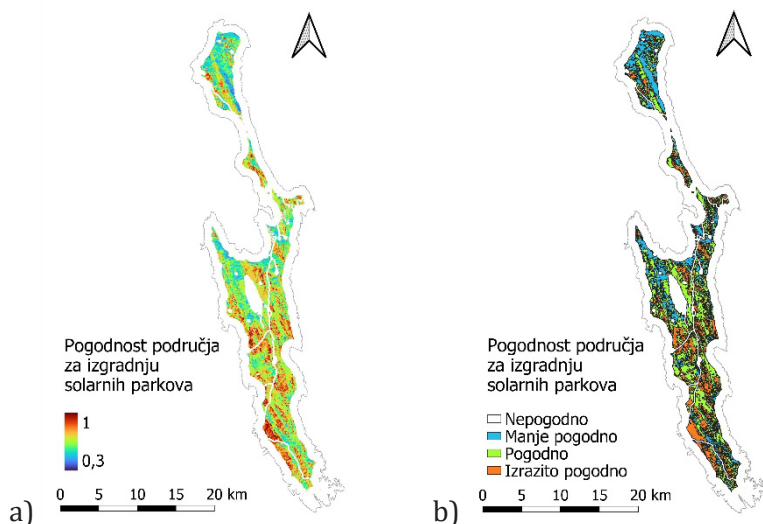 Pogodnost područja
za izgradnju
solarnih parkova
1
0,3
a)
0 5 10 15 20 km
Pogodnost područja
za izgradnju
solarnih parkova
Nepogodno
Manje pogodno
Pogodno
Izrazito pogodno
b)
0 5 10 15 20 km